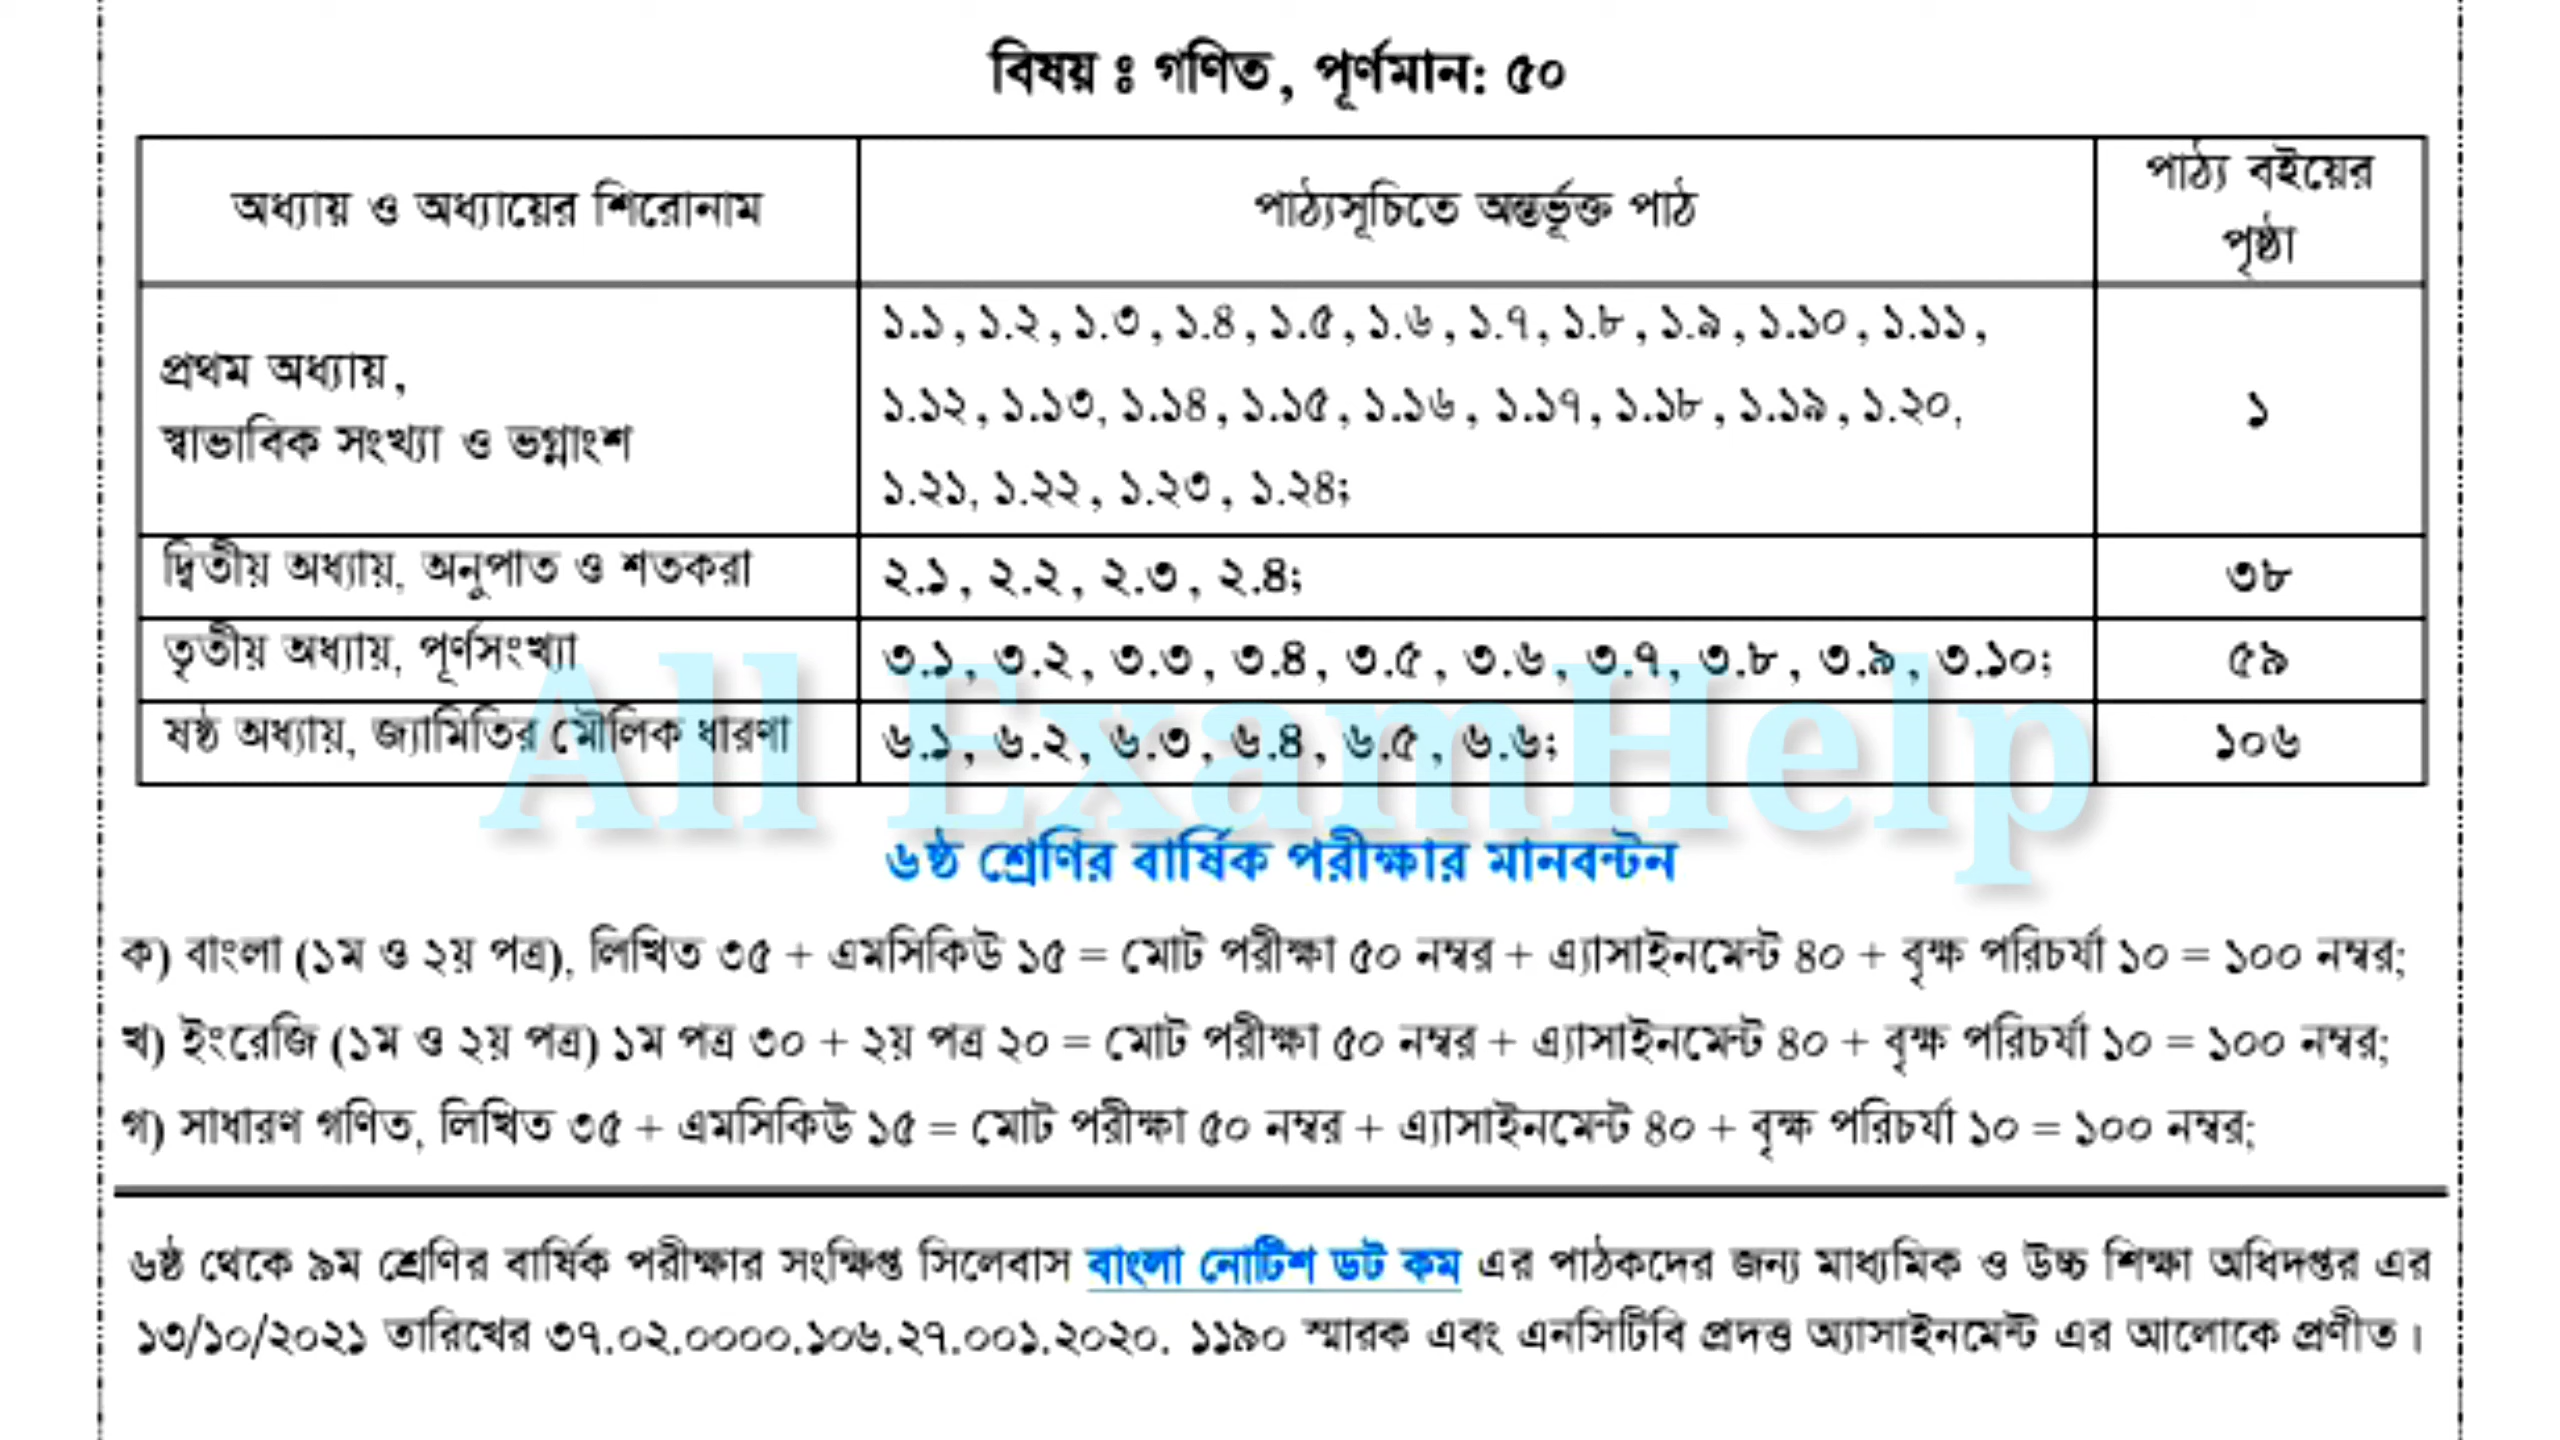 বিষয় ঃ গণিত, পূর্ণমান: ৫০
অধ্যায় ও অধ্যায়ের শিরোনাম
পাঠ্যসূচিতে অন্তর্ভূক্ত পাঠ
পাঠ্য বইয়ের
পৃষ্ঠা
প্রথম অধ্যায়,
স্বাভাবিক সংখ্যা ও ভগ্নাংশ
১.১, ১.২, ১.৩, ১.৪, ১.৫, ১.৬, ১.৭, ১.৮, ১.৯, ১.১০, ১.১১,
১.১২, ১.১৩, ১.১৪, ১.১৫, ১.১৬, ১.১৭, ১.১৮, ১.১৯, ১.২০,
১.২১, ১.২২, ১.২৩, ১.২৪;
১
দ্বিতীয় অধ্যায়, অনুপাত ও শতকরা
২.১, ২.২, ২.৩, ২.৪;
৩৮
তৃতীয় অধ্যায়, পূর্ণসংখ্যা
৩.১, ৩.২, ৩.৩, ৩.৪, ৩.৫, ৩.৬, ৩.৭, ৩.৮, ৩.৯, ৩.১০;
৫৯
ষষ্ঠ অধ্যায়, জ্যামিতির মৌলিক ধারণা
৬.১, ৬.২, ৬.৩, ৬.৪, ৬.৫, ৬.৬;
১০৬
All ExamHelp
৬ষ্ঠ শ্রেণির বার্ষিক পরীক্ষার মানবন্টন
ক) বাংলা (১ম ও ২য় পত্র), লিখিত ৩৫ + এমসিকিউ ১৫ = মোট পরীক্ষা ৫০ নম্বর + এ্যাসাইনমেন্ট ৪০ + বৃক্ষ পরিচর্যা ১০ = ১০০ নম্বর;
খ) ইংরেজি (১ম ও ২য় পত্র) ১ম পত্র ৩০ + ২য় পত্র ২০ = মোট পরীক্ষা ৫০ নম্বর + এ্যাসাইনমেন্ট ৪০ + বৃক্ষ পরিচর্যা ১০ = ১০০ নম্বর;
গ) সাধারণ গণিত, লিখিত ৩৫ + এমসিকিউ ১৫ = মোট পরীক্ষা ৫০ নম্বর + এ্যাসাইনমেন্ট ৪০ + বৃক্ষ পরিচর্যা ১০ = ১০০ নম্বর;
৬ষ্ঠ থেকে ৯ম শ্রেণির বার্ষিক পরীক্ষার সংক্ষিপ্ত সিলেবাস বাংলা নোটিশ ডট কম এর পাঠকদের জন্য মাধ্যমিক ও উচ্চ শিক্ষা অধিদপ্তর এর
১৩/১০/২০২১ তারিখের ৩৭.০২.০০০০.১০৬.২৭.০০১.২০২০. ১১৯০ স্মারক এবং এনসিটিবি প্রদত্ত অ্যাসাইনমেন্ট এর আলোকে প্রণীত।